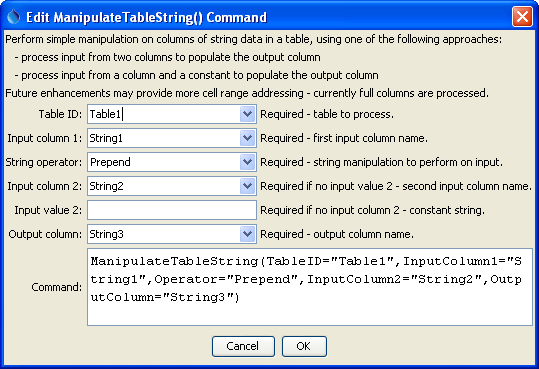 Edit ManipulateTableString() Command
Perform simple manipulation on columns of string data in a table, using one of the following approaches:
- process input from two columns to populate the output column
- process input from a column and a constant to populate the output column
Future enhancements may provide more cell range addressing - currently full columns are processed.
Table ID: Table1 Required - table to process.
Input column 1: String1 Required - first input column name.
String operator: Prepend Required - string manipulation to perform on input.
Input column 2: String2 Required if no input value 2 - second input column name.
Input value 2: Required if no input column 2 - constant string.
Output column: String3 Required - output column name.
ManipulateTableString(TableID="Table1",InputColumn1="S
tring1",Operator="Prepend",InputColumn2="String2",Outp
Command: utColumn="String3")
Cancel OK